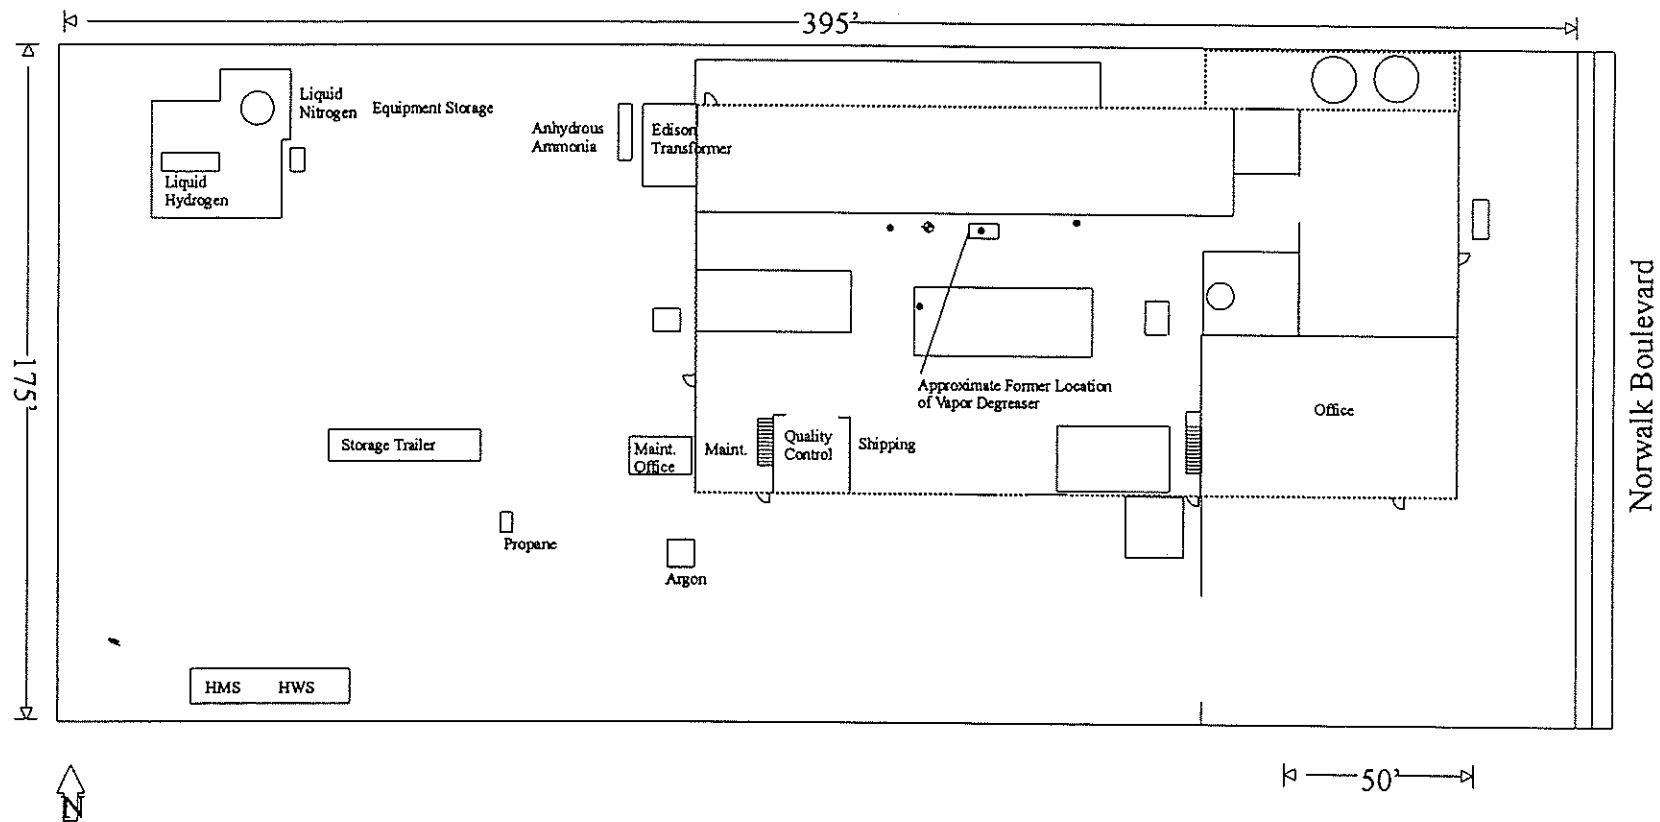 395'
175'
Liquid
Nitrogen
Equipment Storage
Liquid
Hydrogen
Anhydrous
Ammonia
Edison
Transformer
Approximate Former Location
of Vapor Degreaser
Office
Norwalk Boulevard
Storage Trailer
Maint.
Office
Maint.
Quality
Control
Shipping
Propane
Argon
HMS HWS
50'
N